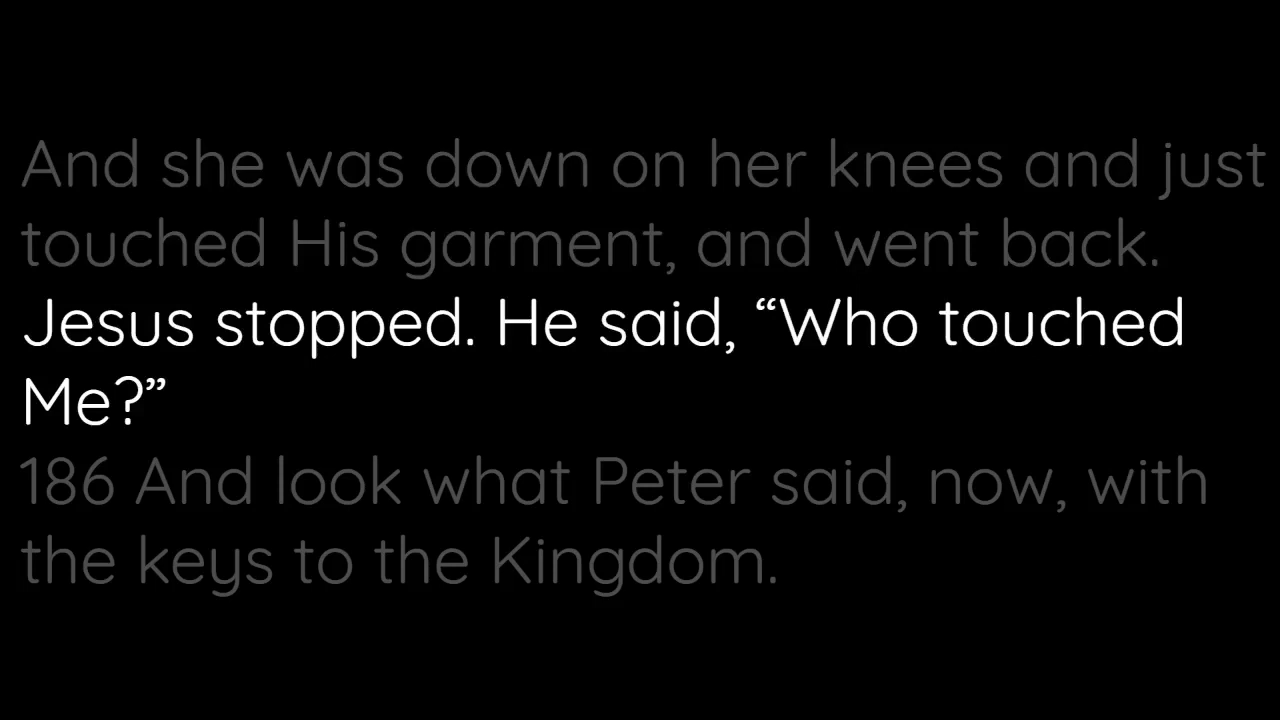 And she was down on her knees and just
touched His garment, and went back.
Jesus stopped. He said, “Who touched
Me?”
186 And look what Peter said, now, with
the keys to the Kingdom.